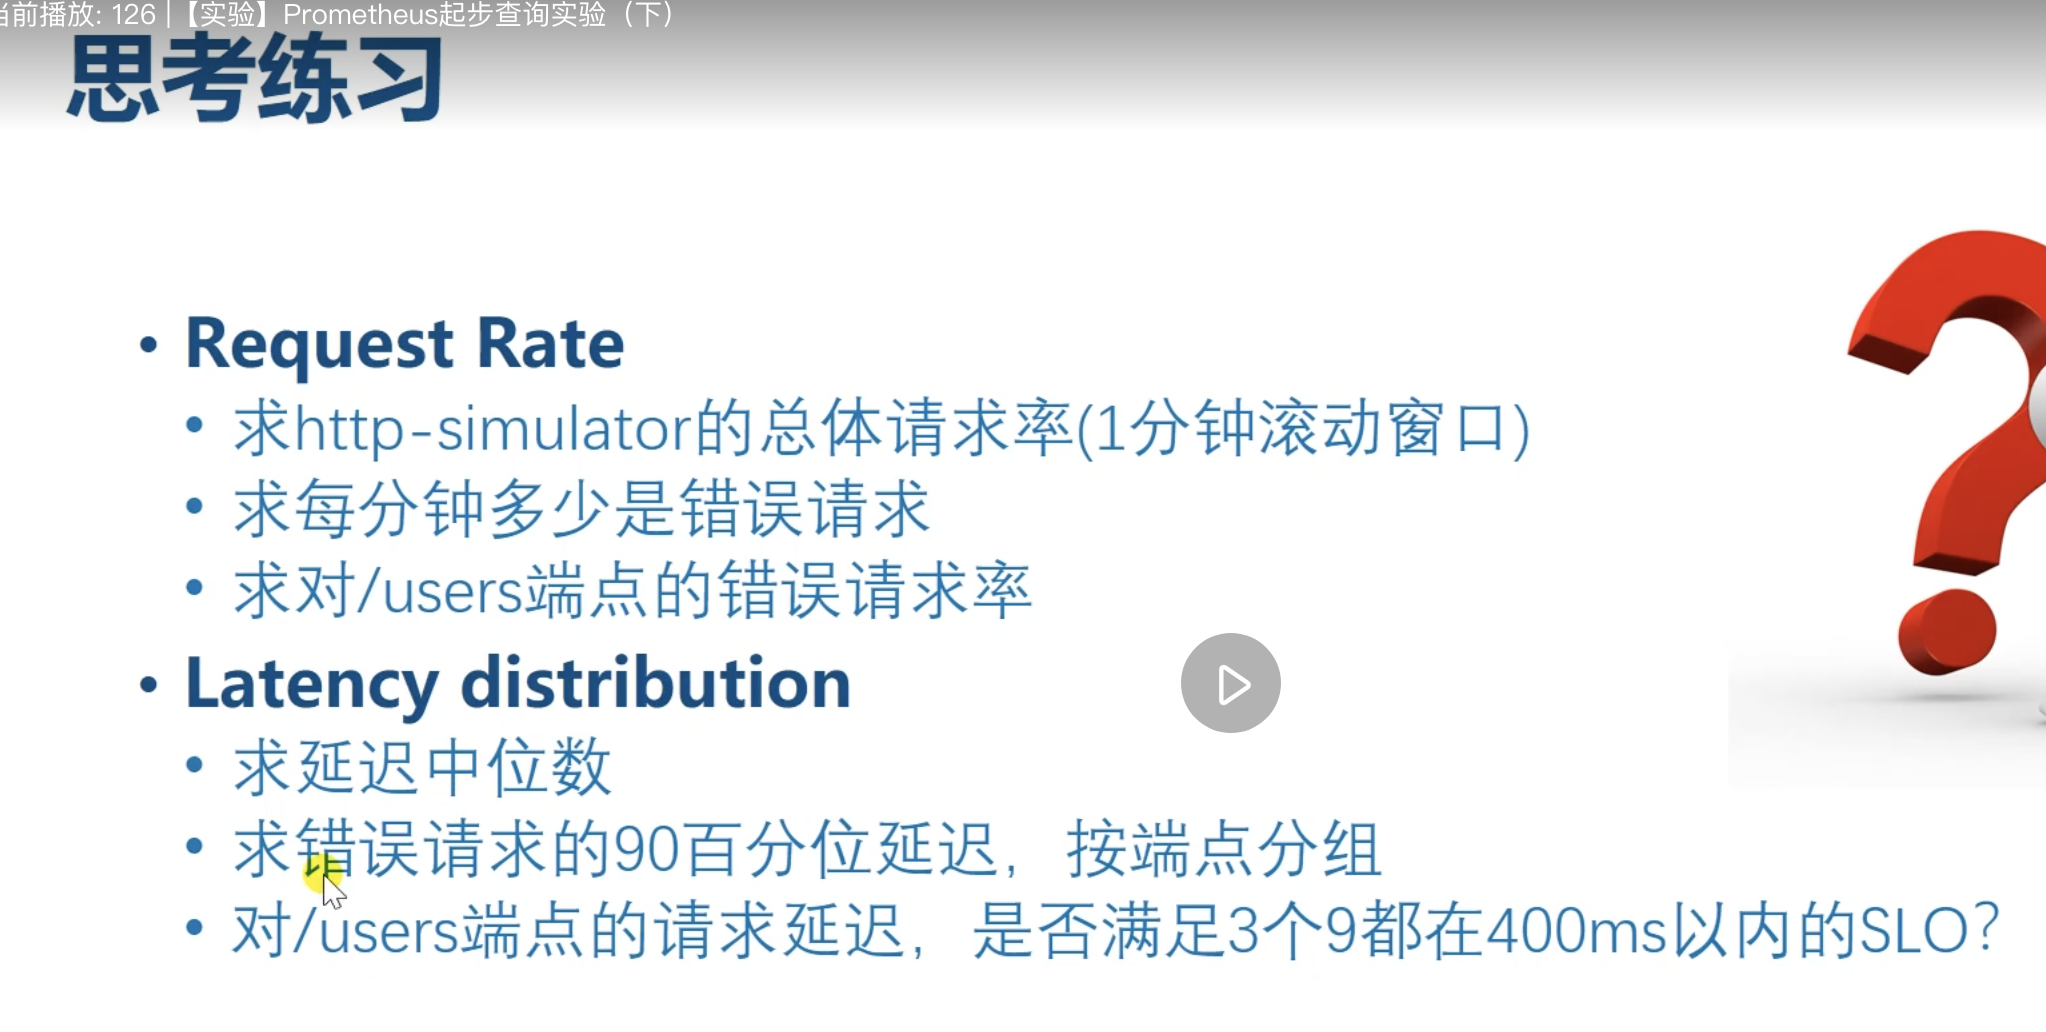 当前播放: 126 |【实验】Prometheus起步查询实验（下）
思考练习
• Request Rate
• 求http-simulator的总体请求率(1分钟滚动窗口)
• 求每分钟多少是错误请求
• 求对/users端点的错误请求率
• Latency distribution
• 求延迟中位数
• 求错误请求的90百分位延迟，按端点分组
• 对/users端点的请求延迟，是否满足3个9都在400ms以内的SLO？